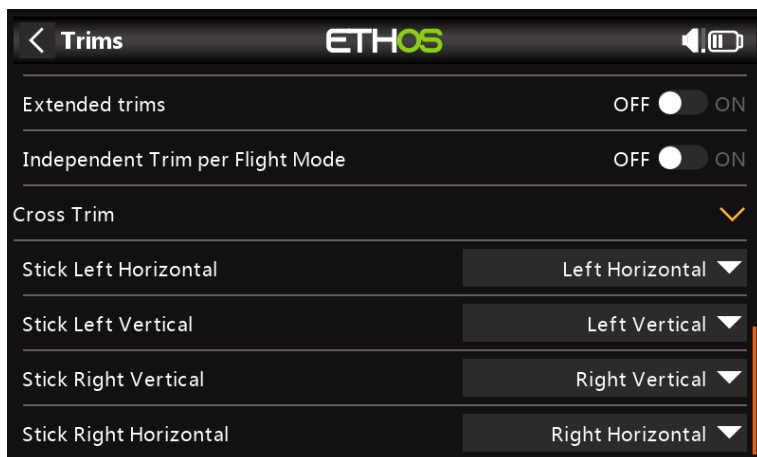 Trims ETHOS
Extended trims OFF ON
Independent Trim per Flight Mode OFF ON
Cross Trim
Stick Left Horizontal Left Horizontal
Stick Left Vertical Left Vertical
Stick Right Vertical Right Vertical
Stick Right Horizontal Right Horizontal